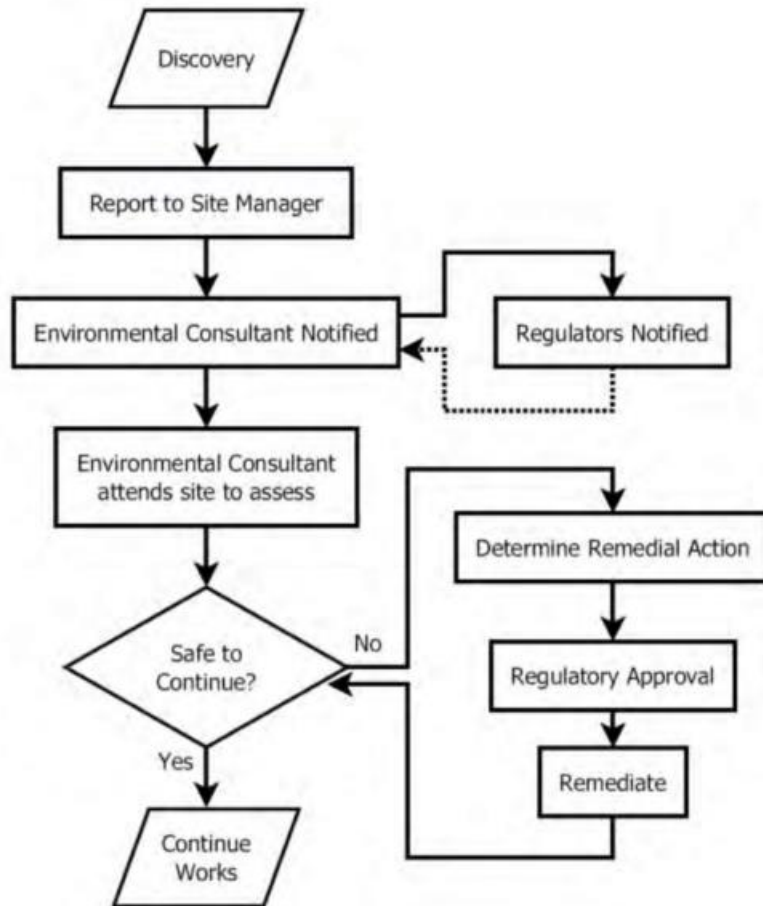 Discovery
Report to Site Manager
Environmental Consultant Notified
Regulators Notified
Environmental Consultant
attends site to assess
Determine Remedial Action
Safe to
Continue?
No
Regulatory Approval
Yes
Remediate
Continue
Works